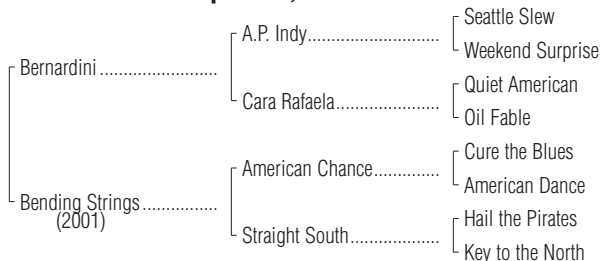 Seattle Slew
A.P. Indy........................
Weekend Surprise
Bernardini ......................
Quiet American
Cara Rafaela...................
Oil Fable
Cure the Blues
American Chance............
American Dance
Bending Strings ..............
(2001)
Hail the Pirates
Straight South................
Key to the North